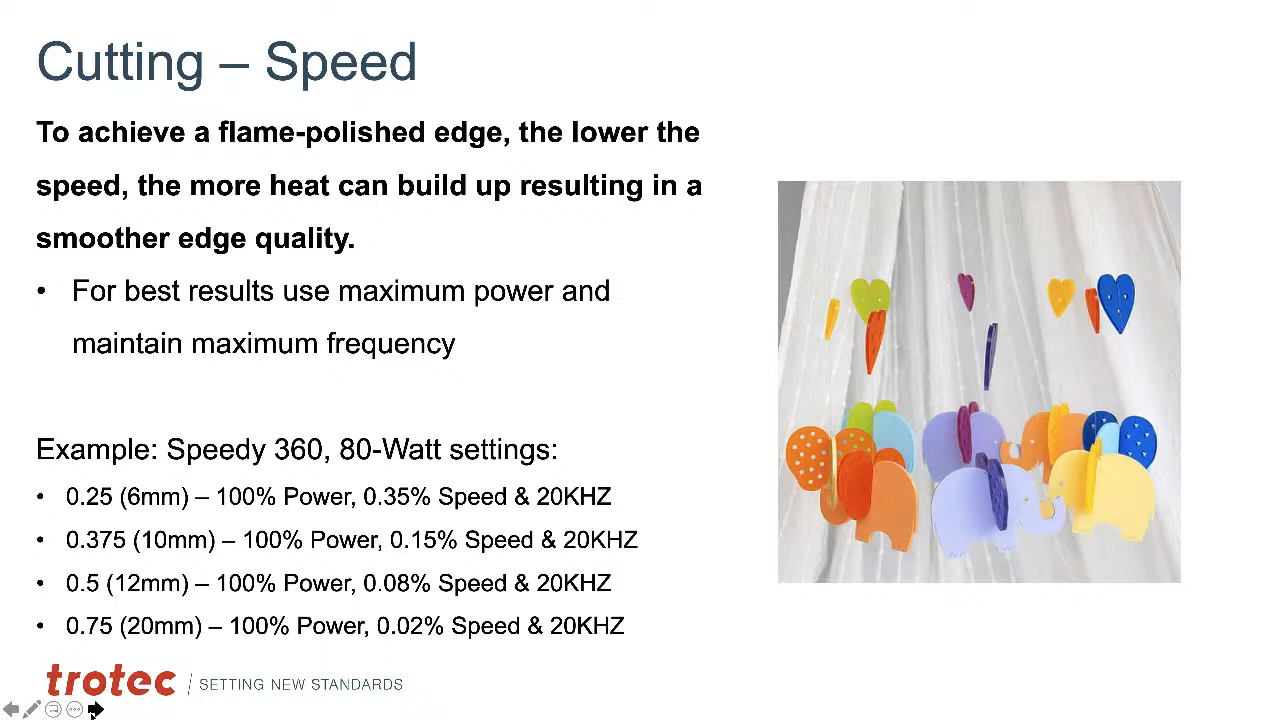 Cutting – Speed
To achieve a flame-polished edge, the lower the
speed, the more heat can build up resulting in a
smoother edge quality.
• For best results use maximum power and
maintain maximum frequency
Example: Speedy 360, 80-Watt settings:
• 0.25 (6mm) – 100% Power, 0.35% Speed & 20KHZ
• 0.375 (10mm) – 100% Power, 0.15% Speed & 20KHZ
• 0.5 (12mm) – 100% Power, 0.08% Speed & 20KHZ
• 0.75 (20mm) – 100% Power, 0.02% Speed & 20KHZ
trotec | SETTING NEW STANDARDS